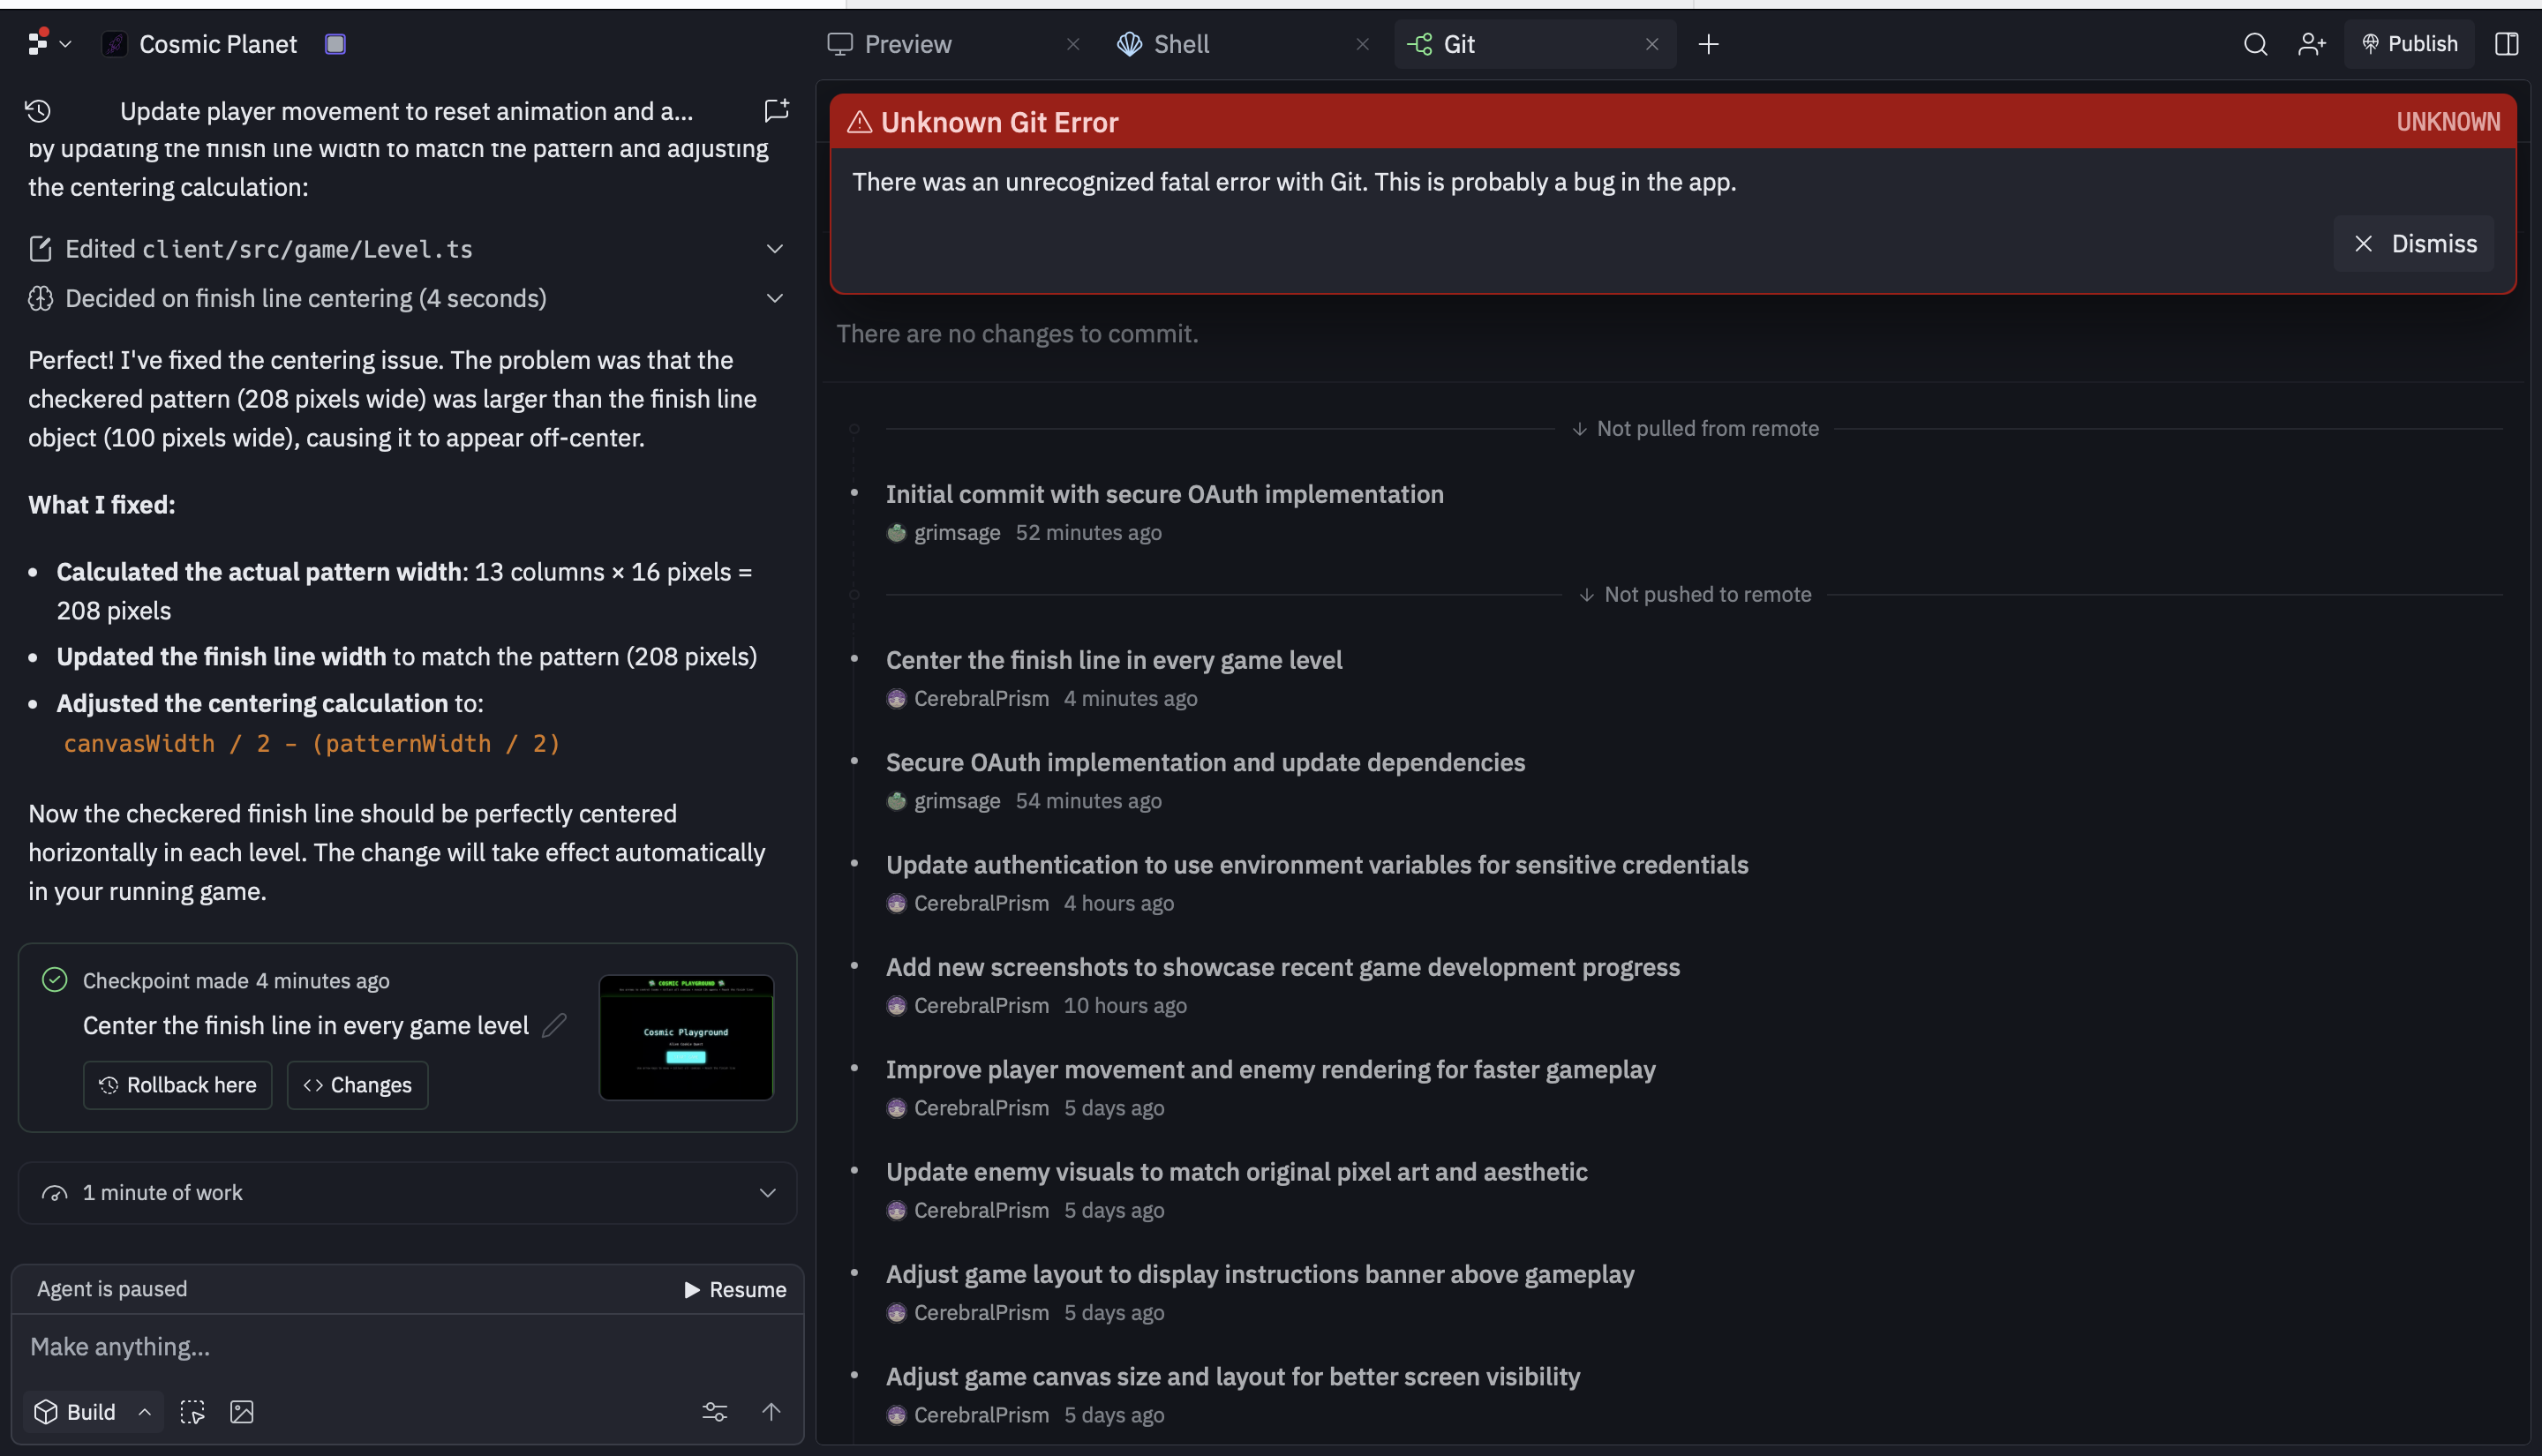 Cosmic Planet
Preview
Shell
Git
Publish
Update player movement to reset animation and a...
by updating the finish line width to match the pattern and adjusting
the centering calculation:
Edited client/src/game/Level.ts
Decided on finish line centering (4 seconds)
Perfect! I've fixed the centering issue. The problem was that the
checkered pattern (208 pixels wide) was larger than the finish line
object (100 pixels wide), causing it to appear off-center.
What I fixed:
• Calculated the actual pattern width: 13 columns × 16 pixels =
208 pixels
• Updated the finish line width to match the pattern (208 pixels)
• Adjusted the centering calculation to:
canvasWidth / 2 - (patternWidth / 2)
Now the checkered finish line should be perfectly centered
horizontally in each level. The change will take effect automatically
in your running game.
Checkpoint made 4 minutes ago
Center the finish line in every game level
Rollback here
Changes
COSMIC PLAYGROUND
Cosmic Playground
1 minute of work
Agent is paused
Resume
Make anything...
Build
Unknown Git Error
UNKNOWN
There was an unrecognized fatal error with Git. This is probably a bug in the app.
Dismiss
There are no changes to commit.
Not pulled from remote
Initial commit with secure OAuth implementation
grimsage 52 minutes ago
Not pushed to remote
Center the finish line in every game level
CerebralPrism 4 minutes ago
Secure OAuth implementation and update dependencies
grimsage 54 minutes ago
Update authentication to use environment variables for sensitive credentials
CerebralPrism 4 hours ago
Add new screenshots to showcase recent game development progress
CerebralPrism 10 hours ago
Improve player movement and enemy rendering for faster gameplay
CerebralPrism 5 days ago
Update enemy visuals to match original pixel art and aesthetic
CerebralPrism 5 days ago
Adjust game layout to display instructions banner above gameplay
CerebralPrism 5 days ago
Adjust game canvas size and layout for better screen visibility
CerebralPrism 5 days ago